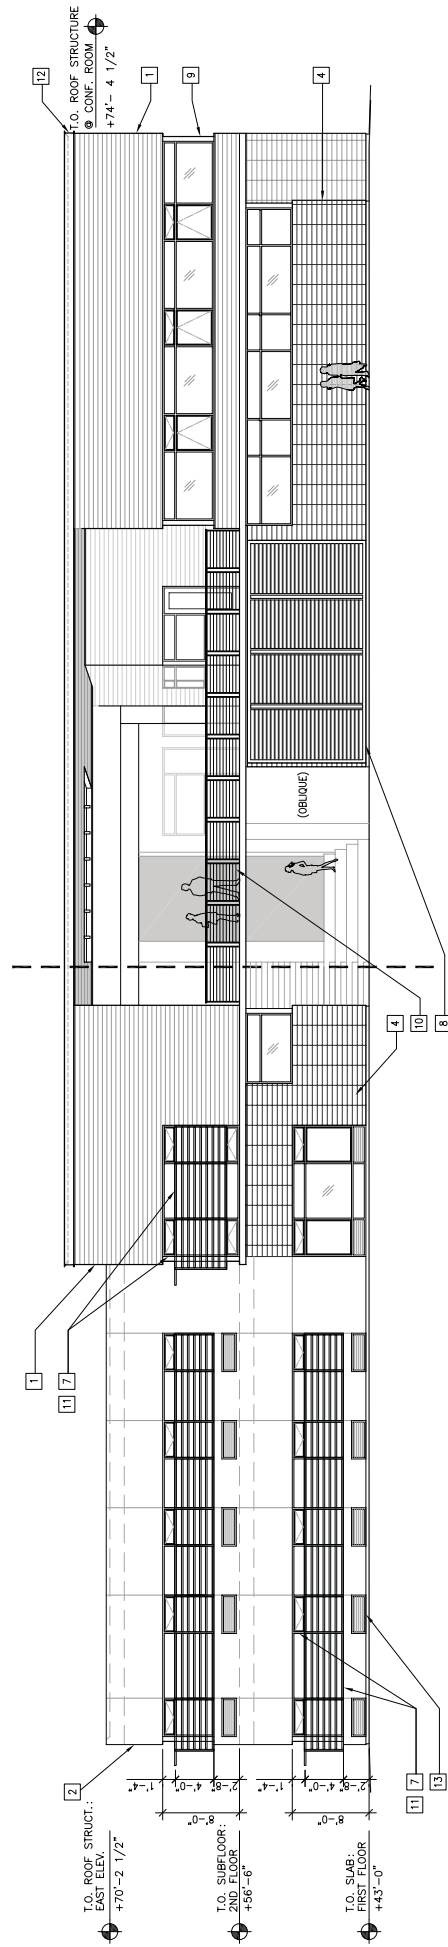 12
T.O. ROOF STRUCTURE
@ CONF. ROOM
+74'- 4 1/2"
1
9
4
(OBLIQUE)
4
10
8
1
7
11
2
T.O. ROOF STRUCT.:
EAST ELEV.
+70'-2 1/2"
1'-4"
4'-0"
2'-8"
8'-0"
T.O. SUBFLOOR:
2ND FLOOR
+56'-6"
1'-4"
4'-0"
2'-8"
8'-0"
T.O. SLAB:
FIRST FLOOR
+43'-0"
7
11
13